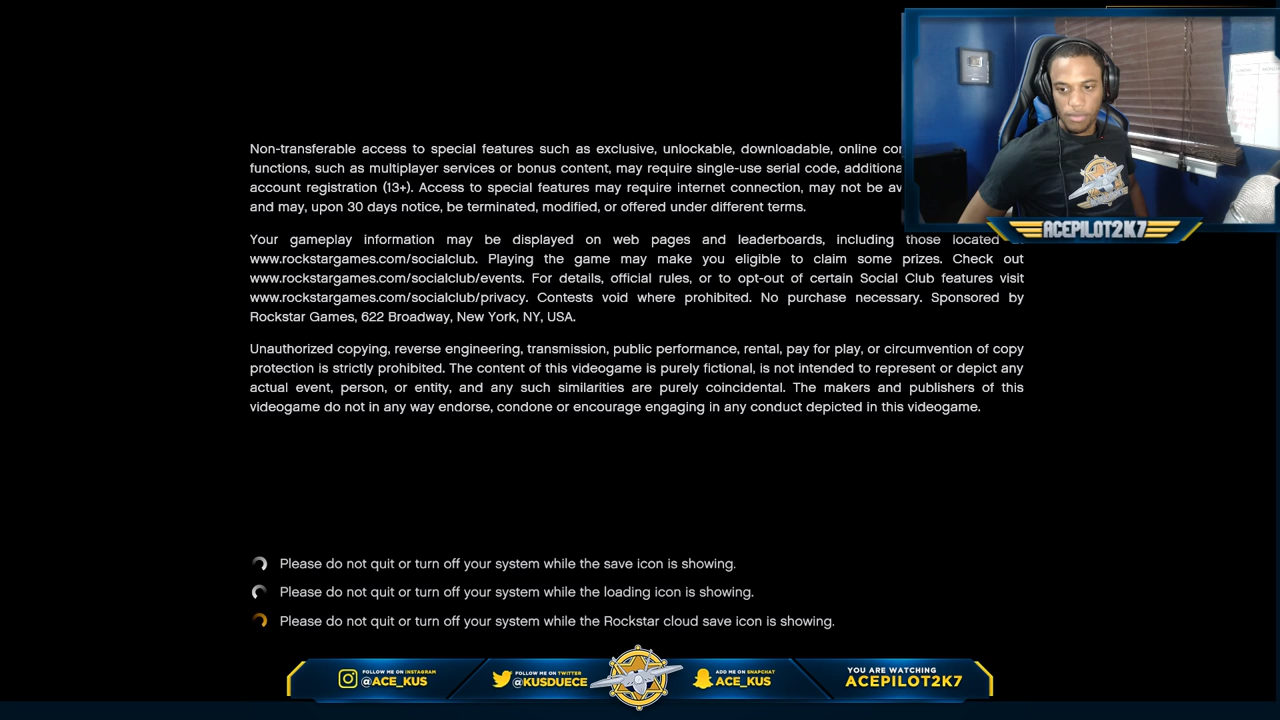 Non-transferable access to special features such as exclusive, unlockable, downloadable, online
functions, such as multiplayer services or bonus content, may require single-use serial code,
account registration (13+). Access to special features may require internet connection, may not be
and may, upon 30 days notice, be terminated, modified, or offered under different terms.
Your gameplay information may be displayed on web pages and leaderboards, including those located
www.rockstargames.com/socialclub. Playing the game may make you eligible to claim some prizes. Check out
www.rockstargames.com/socialclub/events. For details, official rules, or to opt-out of certain Social Club features visit
www.rockstargames.com/socialclub/privacy. Contests void where prohibited. No purchase necessary. Sponsored by
Rockstar Games, 622 Broadway, New York, NY, USA.
Unauthorized copying, reverse engineering, transmission, public performance, rental, pay for play, or circumvention of copy
protection is strictly prohibited. The content of this videogame is purely fictional, is not intended to represent or depict any
actual event, person, or entity, and any such similarities are purely coincidental. The makers and publishers of this
videogame do not in any way endorse, condone or encourage engaging in any conduct depicted in this videogame.
ACEPILOT2K7
Please do not quit or turn off your system while the save icon is showing.
Please do not quit or turn off your system while the loading icon is showing.
Please do not quit or turn off your system while the Rockstar cloud save icon is showing.
FOLLOW ME ON INSTAGRAM
@ACE_KUS
FOLLOW ME ON TWITTER
@KUSDUECE
ADD ME ON SNAPCHAT
ACE_KUS
YOU ARE WATCHING
ACEPILOT2K7